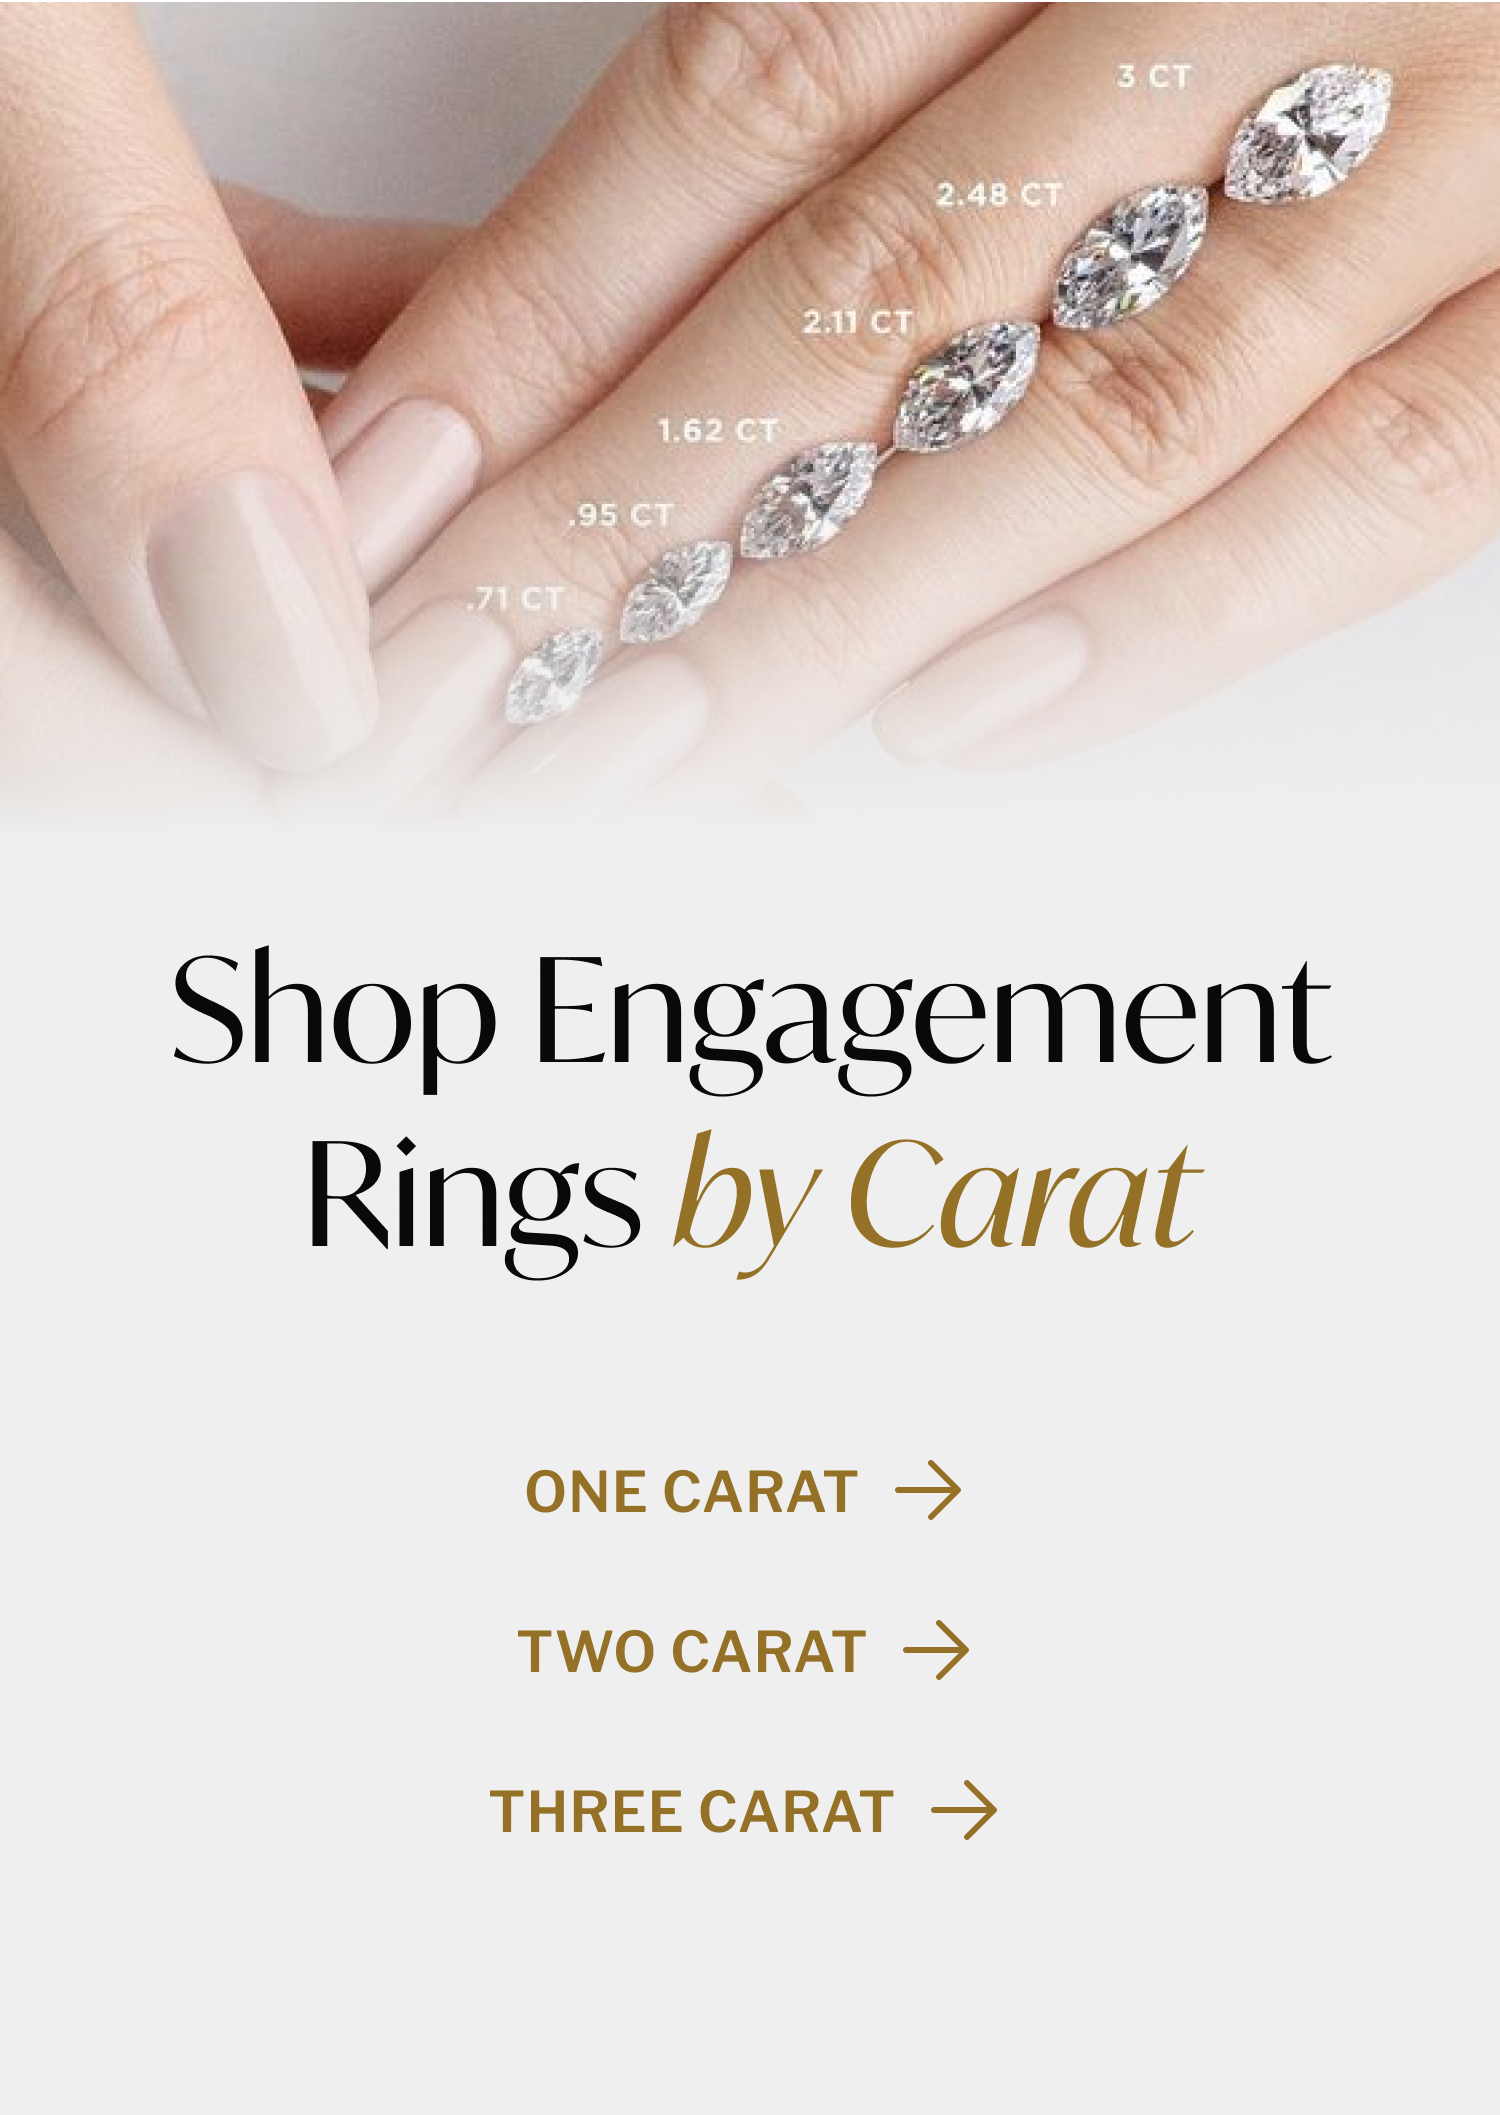 3 CT
2.48 CT
2.11 CT
1.62 CT
.95 CT
.71 CT
Shop Engagement
Rings by Carat
ONE CARAT →
TWO CARAT →
THREE CARAT →